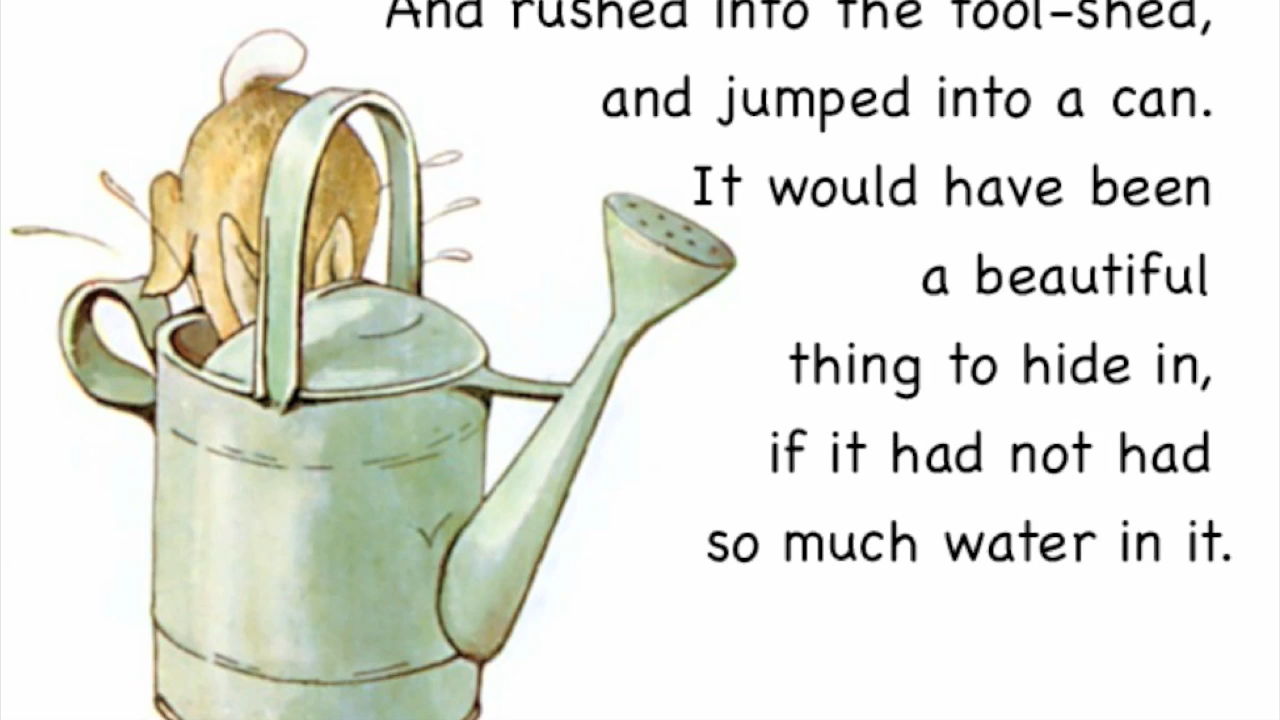 And rushed into the tool-shed,
and jumped into a can.
It would have been
a beautiful
thing to hide in,
if it had not had
so much water in it.